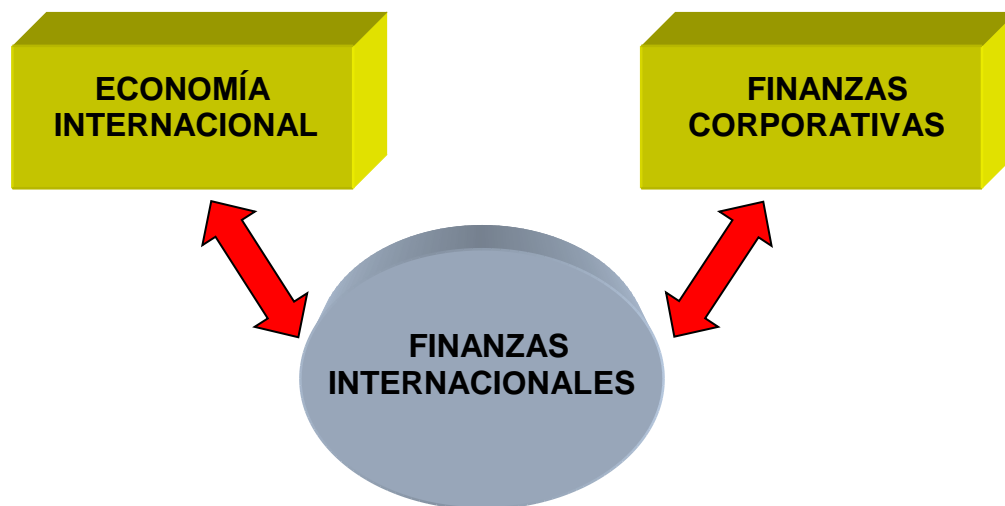 ECONOMÍA
INTERNACIONAL
FINANZAS
CORPORATIVAS
FINANZAS
INTERNACIONALES